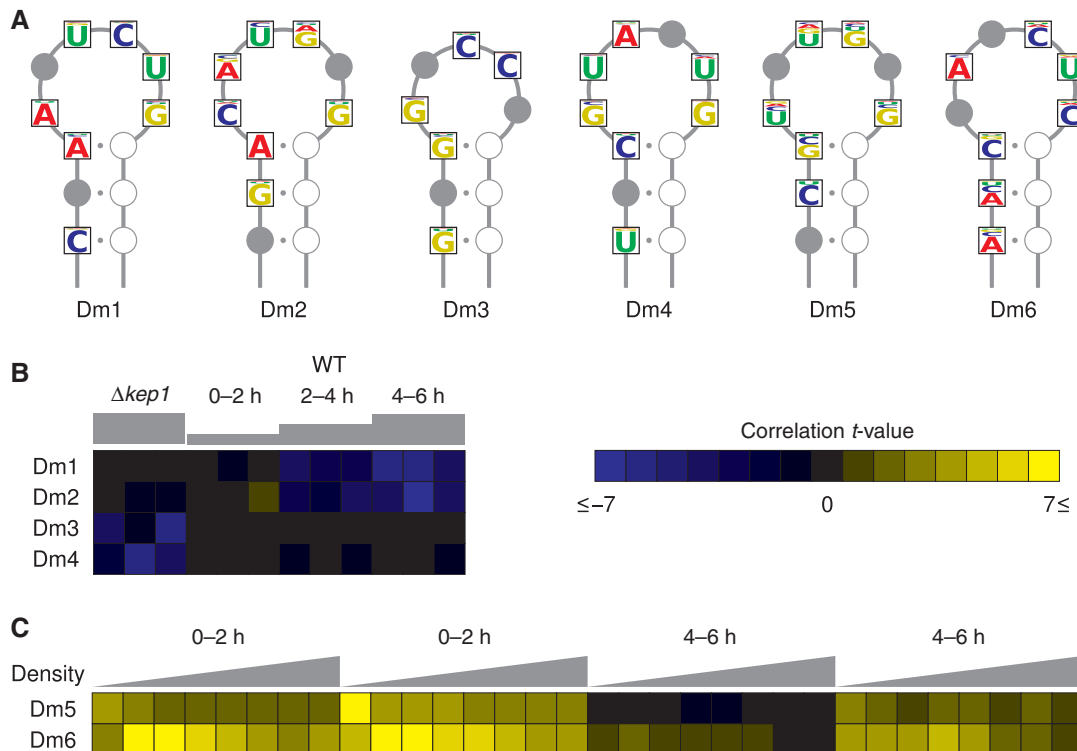 A
U C
U
A G
A
C
Dm1
U A G
A
C G
A
G
Dm2
C
C
G
G
G
Dm3
A
U U
G G
C
U
Dm4
U G
U G
G
C
Dm5
C
A U
C
C
A
A
Dm6
B
WT
Δkep1 0–2 h 2–4 h 4–6 h
Dm1
Dm2
Dm3
Dm4
Correlation t-value
≤−7 0 7≤
C
0–2 h 0–2 h 4–6 h 4–6 h
Density
Dm5
Dm6